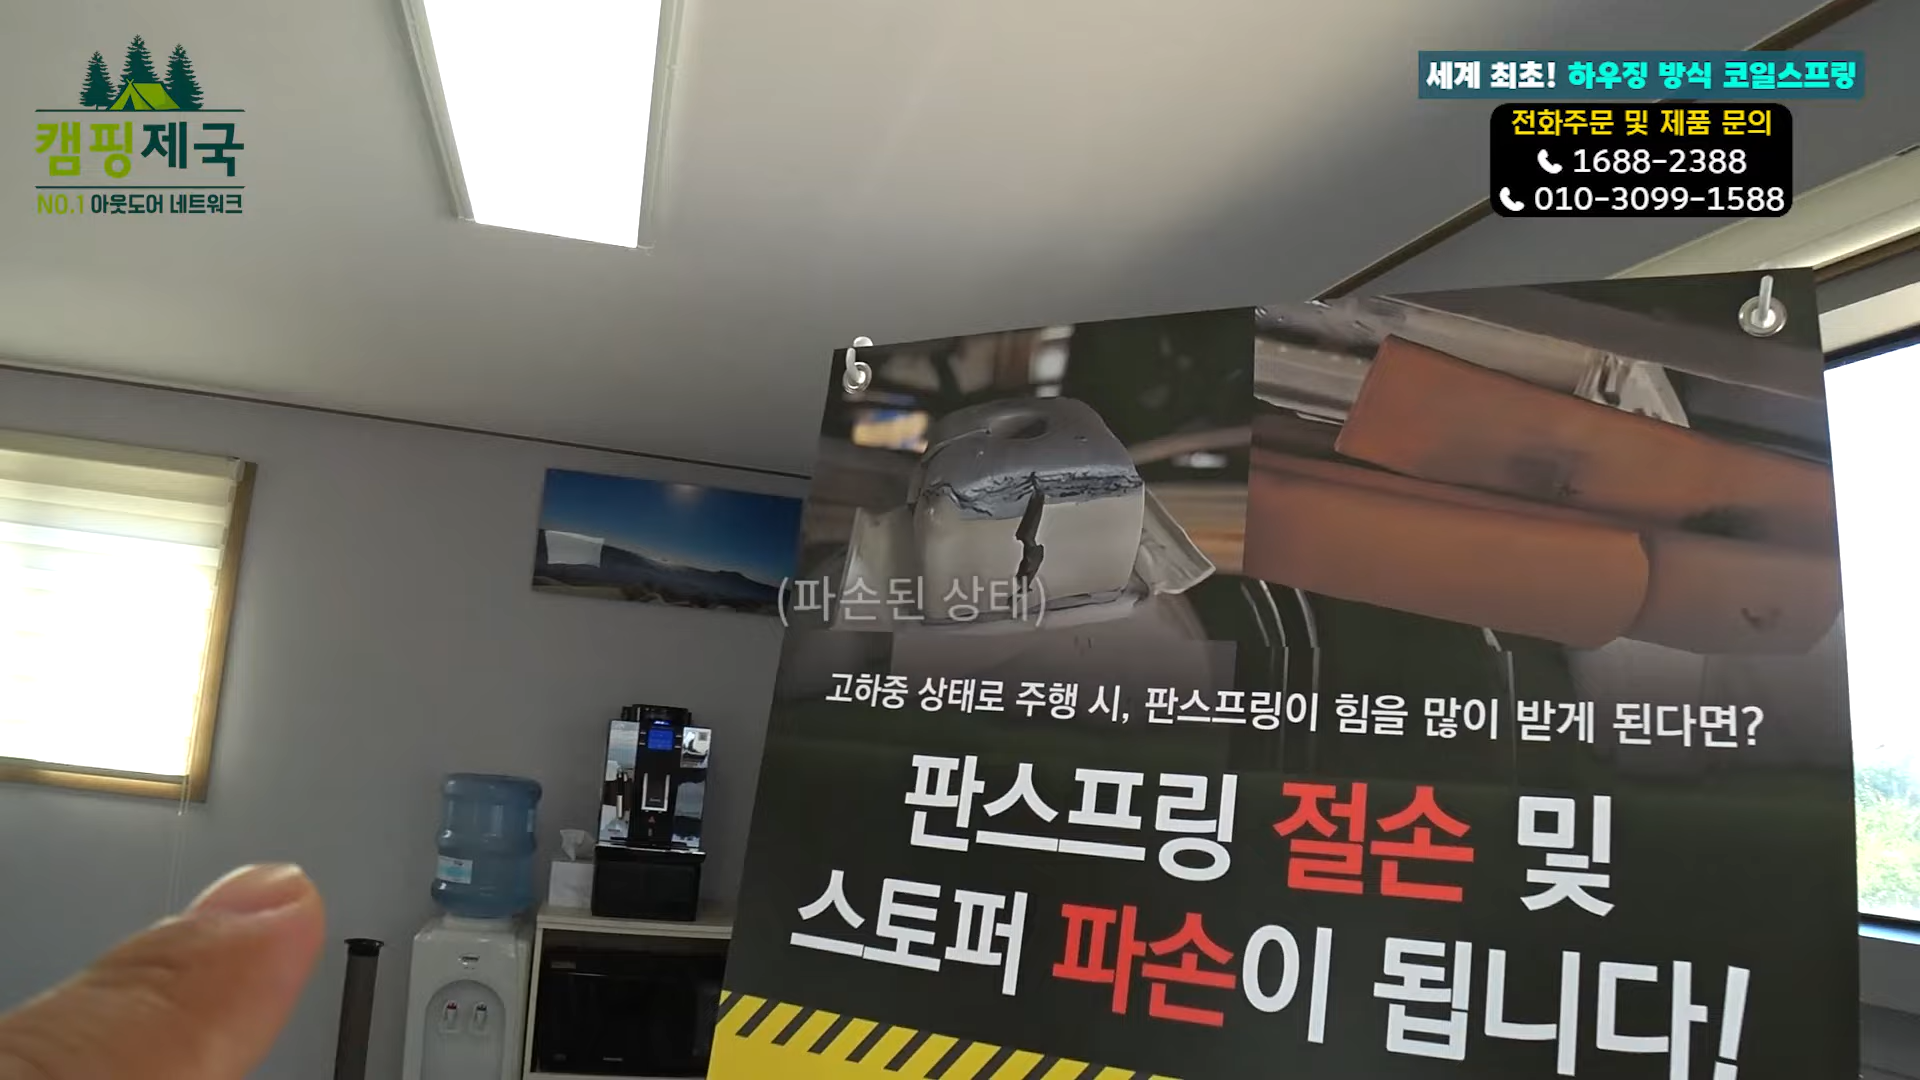 캠핑제국
NO.1 아웃도어 네트워크
세계 최초! 하우징 방식 코일스프링
전화주문 및 제품 문의
1688-2388
010-3099-1588
(파손된 상태)
고하중 상태로 주행 시, 판스프링이 힘을 많이 받게 된다면?
판스프링 절손 및
스토퍼 파손이 됩니다!